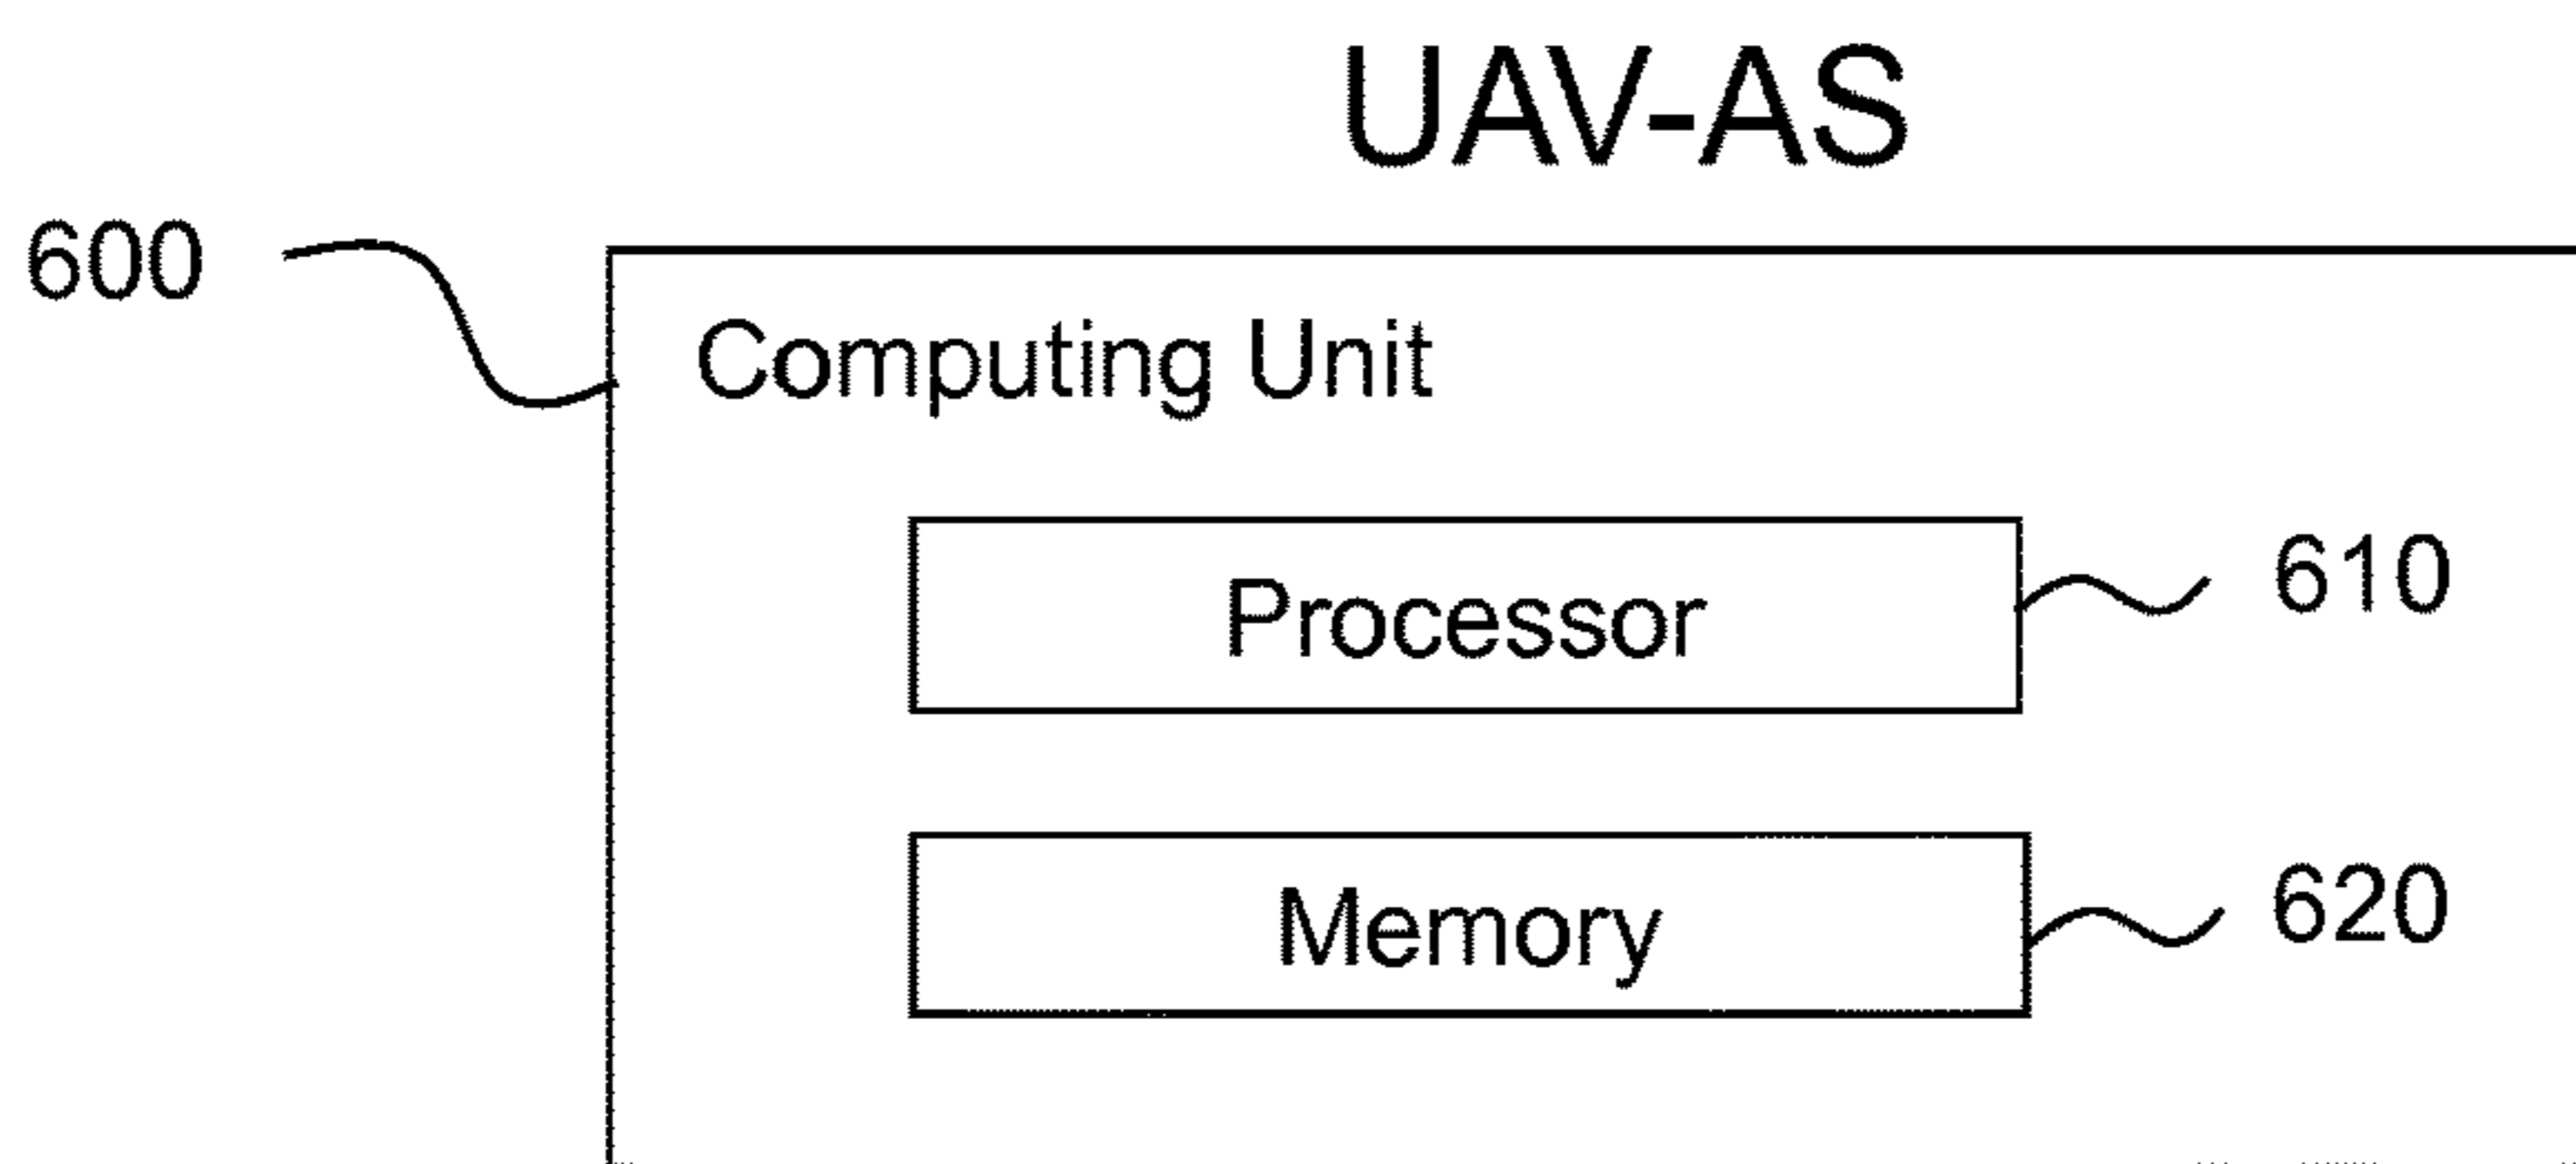 UAV-AS
600
Computing Unit
Processor
610
Memory
620